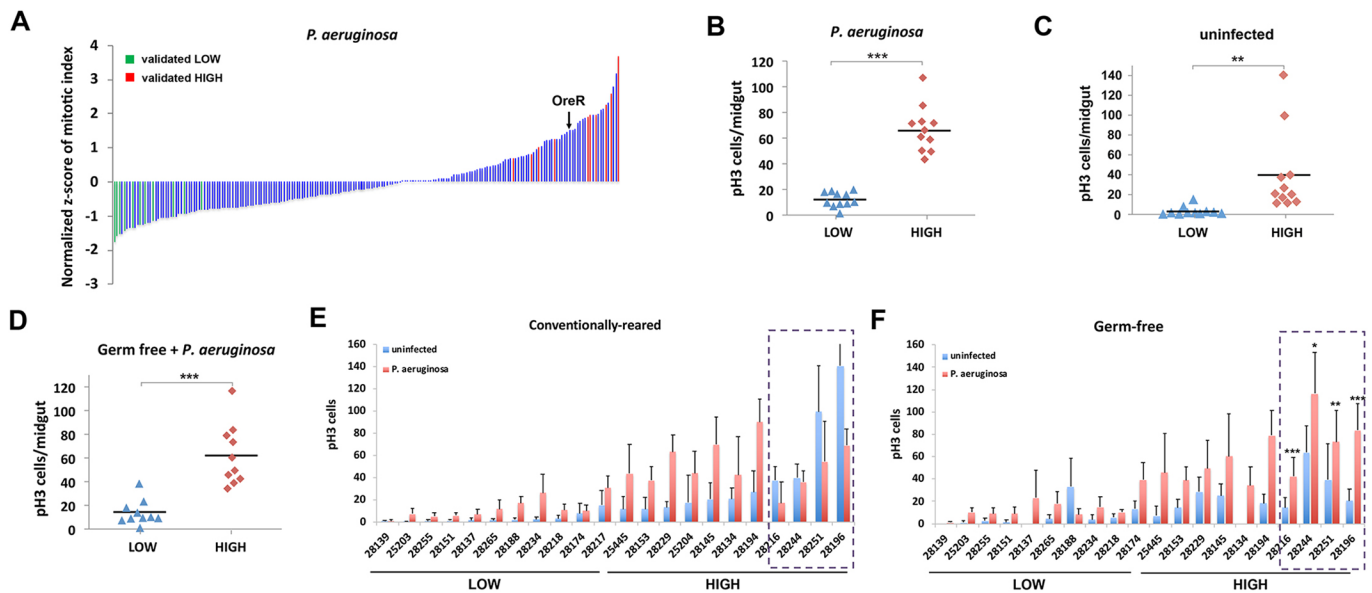 A
P. aeruginosa
Normalized z-score of mitotic index
4
3
2
1
0
-1
-2
-3
validated LOW
validated HIGH
OreR
B
P. aeruginosa
***
pH3 cells/midgut
120
100
80
60
40
20
0
LOW
HIGH
C
uninfected
**
pH3 cells/midgut
140
120
100
80
60
40
20
0
LOW
HIGH
D
Germ free + P. aeruginosa
***
pH3 cells/midgut
120
100
80
60
40
20
0
LOW
HIGH
E
Conventionally-reared
uninfected
P. aeruginosa
pH3 cells
160
140
120
100
80
60
40
20
0
28139
25203
28255
28151
28137
28265
28188
28234
28218
28174
28217
25445
28153
28229
25204
28145
28134
28194
28216
28244
28251
28196
LOW
HIGH
F
Germ-free
uninfected
P. aeruginosa
pH3 cells
160
140
120
100
80
60
40
20
0
***
*
**
***
28139
25203
28255
28151
28137
28265
28188
28234
28218
28174
25445
28153
28229
28145
28134
28194
28216
28244
28251
28196
LOW
HIGH